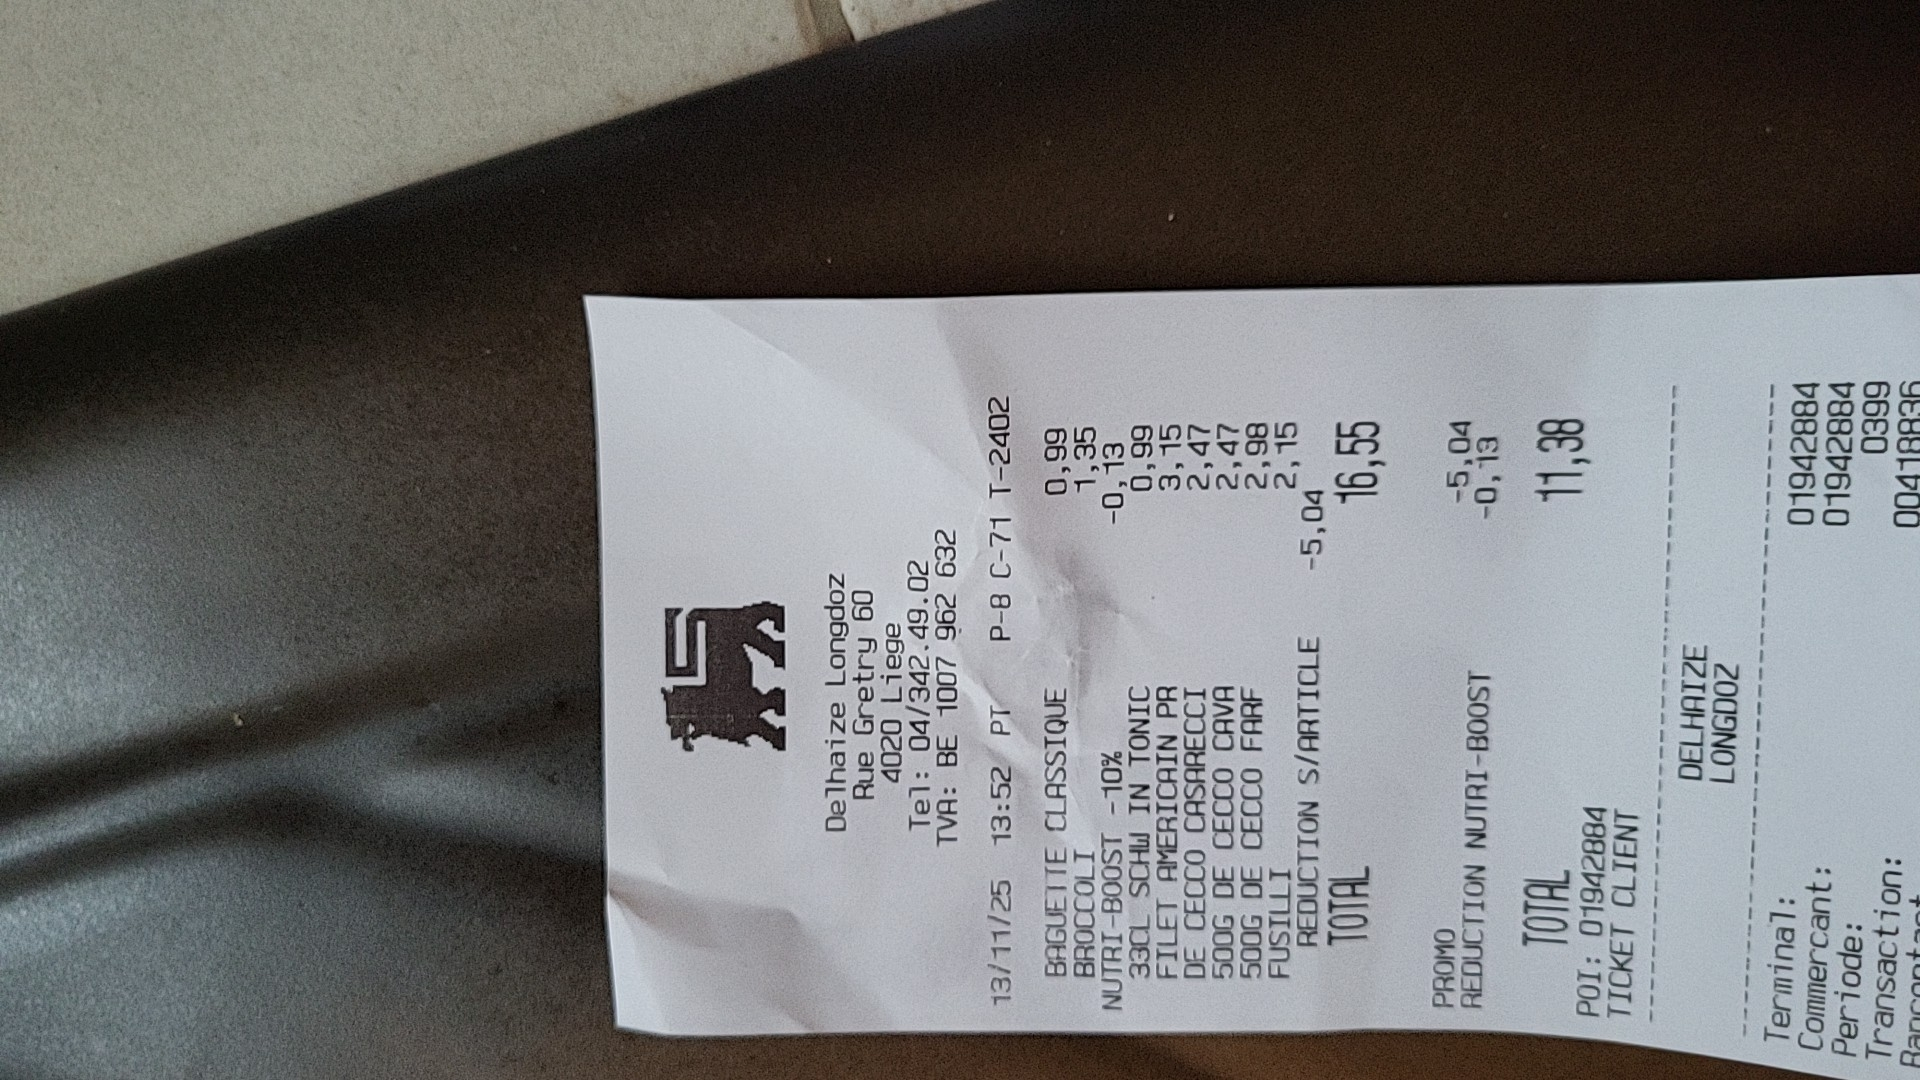 Delhaize Longdoz
Rue Gretry 60
4020 Liege
Tel: 04/342.49.02
TVA: BE 1007 962 632
13/11/25 13:52 PT P-8 C-71 T-2402
BAGUETTE CLASSIQUE 0,99
BROCCOLI 1,35
NUTRI-BOOST -10% -0,13
33CL SCHW IN TONIC 0,99
FILET AMERICAIN PR 3,15
DE CECCO CASARECCI 2,47
500G DE CECCO CAVA 2,47
500G DE CECCO FARF 2,98
FUSILLI 2,15
REDUCTION S/ARTICLE -5,04
TOTAL 16,55
PROMO -5,04
REDUCTION NUTRI-BOOST -0,13
TOTAL 11,38
POI: 01942884
TICKET CLIENT
DELHAIZE
LONGDOZ
Terminal: 01942884
Commercant: 01942884
Periode: 0399
Transaction: 00418836